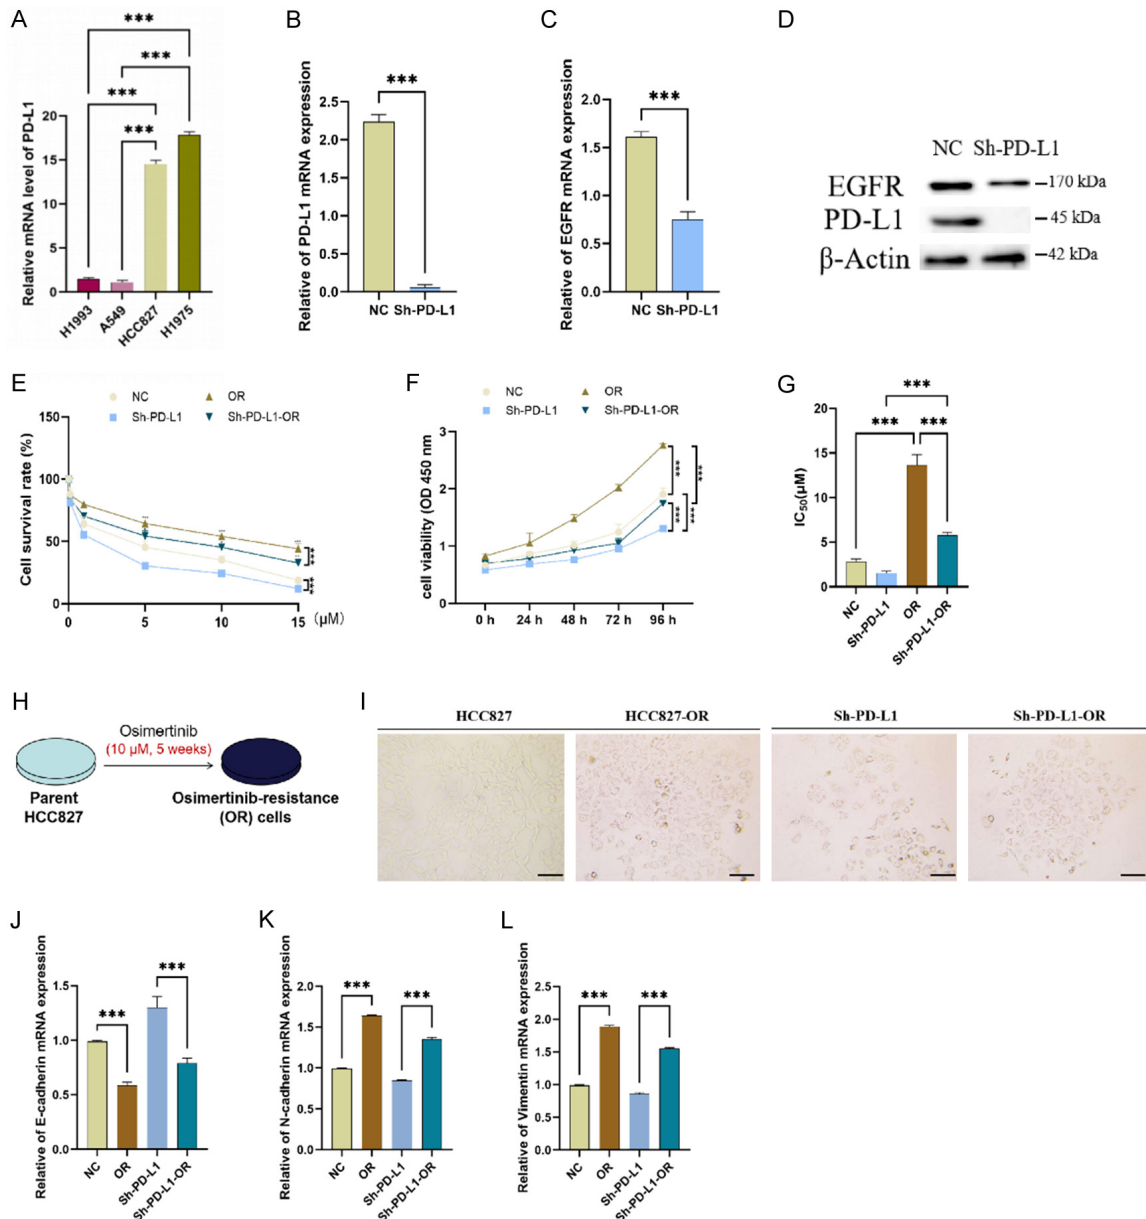 A
***
***
***
***
Relative mRNA level of PD-L1
20
15
10
5
0
H1993
A549
HCC827
H1975
B
***
Relative of PD-L1 mRNA expression
2.5
2.0
1.5
1.0
0.5
0.0
NC Sh-PD-L1
C
***
Relative of EGFR mRNA expression
2.0
1.5
1.0
0.5
0.0
NC Sh-PD-L1
D
NC Sh-PD-L1
EGFR
170 kDa
PD-L1
45 kDa
β-Actin
42 kDa
E
NC
OR
Sh-PD-L1
Sh-PD-L1-OR
Cell survival rate (%)
150
100
50
0
***
***
0
5
10
15
(μM)
F
NC
OR
Sh-PD-L1
Sh-PD-L1-OR
cell viability (OD 450 nm
3
2
1
0
***
***
***
***
0 h
24 h
48 h
72 h
96 h
G
***
***
***
IC50(μM)
20
15
10
5
0
NC
Sh-PD-L1
OR
Sh-PD-L1-OR
H
Osimertinib
(10 μM, 5 weeks)
Parent
HCC827
Osimertinib-resistance
(OR) cells
I
HCC827
HCC827-OR
Sh-PD-L1
Sh-PD-L1-OR
J
***
***
Relative of E-cadherin mRNA expression
1.5
1.0
0.5
0.0
NC
OR
Sh-PD-L1
Sh-PD-L1-OR
K
***
***
Relative of N-cadherin mRNA expression
2.0
1.5
1.0
0.5
0.0
NC
OR
Sh-PD-L1
Sh-PD-L1-OR
L
***
***
Relative of Vimentin mRNA expression
2.5
2.0
1.5
1.0
0.5
0.0
NC
OR
Sh-PD-L1
Sh-PD-L1-OR